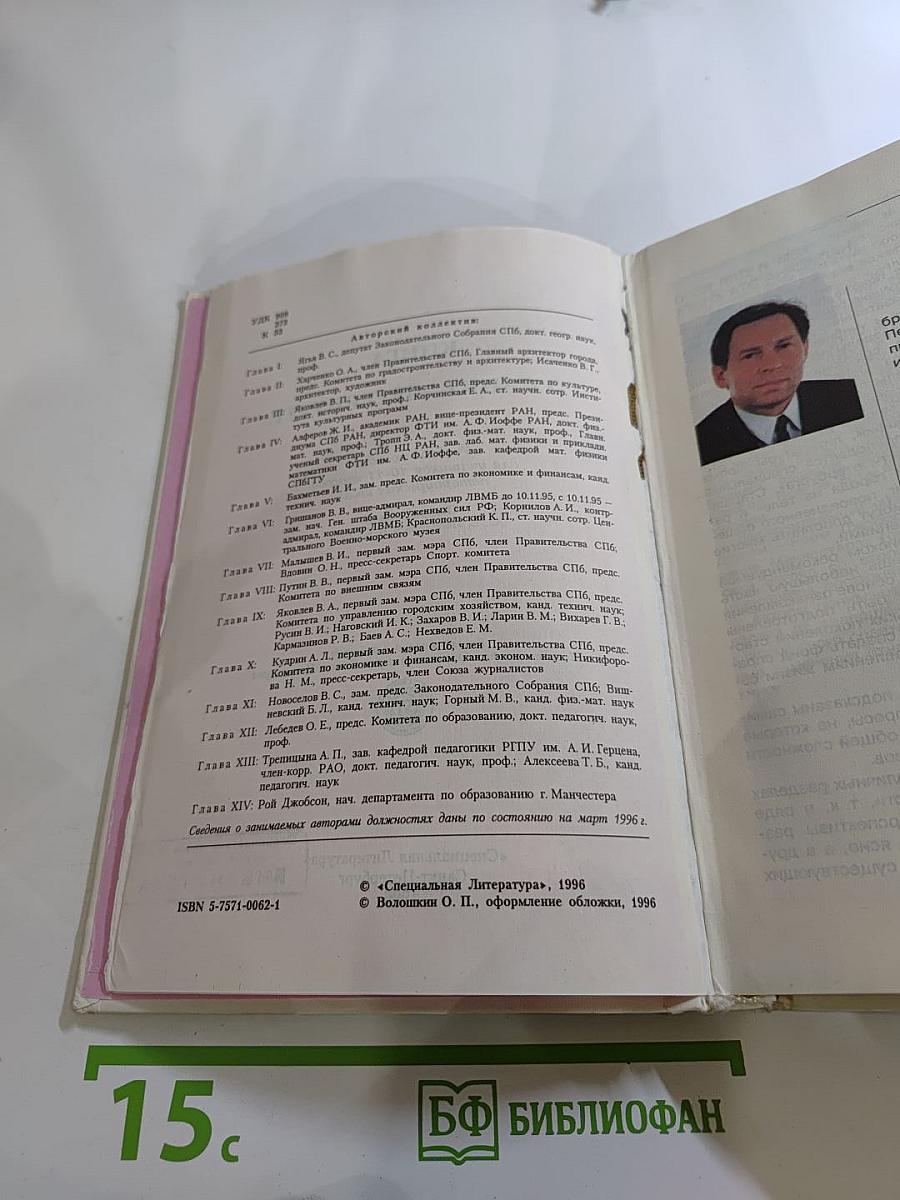 УДК 908
372
К 53
Авторский коллектив:
Глава I: Ягья В. С., депутат Законодательного Собрания СПб, докт. геогр. наук,
проф.
Глава II: Харченко О. А., член Правительства СПб, Главный архитектор города,
предс. Комитета по градостроительству и архитектуре; Исаченко В. Г.,
архитектор, художник
Глава III: Яковлев В. П., член Правительства СПб, предс. Комитета по культуре,
докт. историч. наук, проф.; Корчинская Е. А., ст. научн. сотр. Инсти-
тута культурных программ
Глава IV: Алферов Ж. И., академик РАН, вице-президент РАН, предс. Прези-
диума СПб РАН, директор ФТИ им. А. Ф. Иоффе РАН, докт. физ.-
мат. наук, проф.; Тропп Э. А., докт. физ.-мат. наук, проф., Главн.
ученый секретарь СПб НЦ РАН, зав. лаб. мат. физики и прикладн.
математики ФТИ им. А. Ф. Иоффе, зав. кафедрой мат. физики
СПбГТУ
Глава V: Бахметьев И. И., зам. предс. Комитета по экономике и финансам, канд.
технич. наук
Глава VI: Гришанов В. В., вице-адмирал, командир ЛВМБ до 10.11.95, с 10.11.95 —
зам. нач. Ген. штаба Вооруженных сил РФ; Корнилов А. И., контр-
адмирал, командир ЛВМБ; Краснопольский К. П., ст. научн. сотр. Цен-
трального Военно-морского музея
Глава VII: Малышев В. И., первый зам. мэра СПб, член Правительства СПб;
Вдовин О. Н., пресс-секретарь Спорт. комитета
Глава VIII: Путин В. В., первый зам. мэра СПб, член Правительства СПб, предс.
Комитета по внешним связям
Глава IX: Яковлев В. А., первый зам. мэра СПб, член Правительства СПб, предс.
Комитета по управлению городским хозяйством, канд. технич. наук;
Русин В. И.; Наговский И. К.; Захаров В. И.; Ларин В. М.; Вихарев Г. В.;
Кармазинов Р. В.; Баев А. С.; Нехведов Е. М.
Глава X: Кудрин А. Л., первый зам. мэра СПб, член Правительства СПб, предс.
Комитета по экономике и финансам, канд. эконом. наук; Никифоро-
ва Н. М., пресс-секретарь, член Союза журналистов
Глава XI: Новоселов В. С., зам. предс. Законодательного Собрания СПб; Виш-
невский Б. Л., канд. технич. наук; Горный М. В., канд. физ.-мат. наук
Глава XII: Лебедев О. Е., предс. Комитета по образованию, докт. педагогич. наук,
проф.
Глава XIII: Трепицына А. П., зав. кафедрой педагогики РГПУ им. А. И. Герцена,
член-корр. РАО, докт. педагогич. наук, проф.; Алексеева Т. Б., канд.
педагогич. наук
Глава XIV: Рой Джобсон, нач. департамента по образованию г. Манчестера
Сведения о занимаемых авторами должностях даны по состоянию на март 1996 г.
© «Специальная Литература», 1996
ISBN 5-7571-0062-1 © Волошкин О. П., оформление обложки, 1996
15 с
БФ БИБЛИОФАН